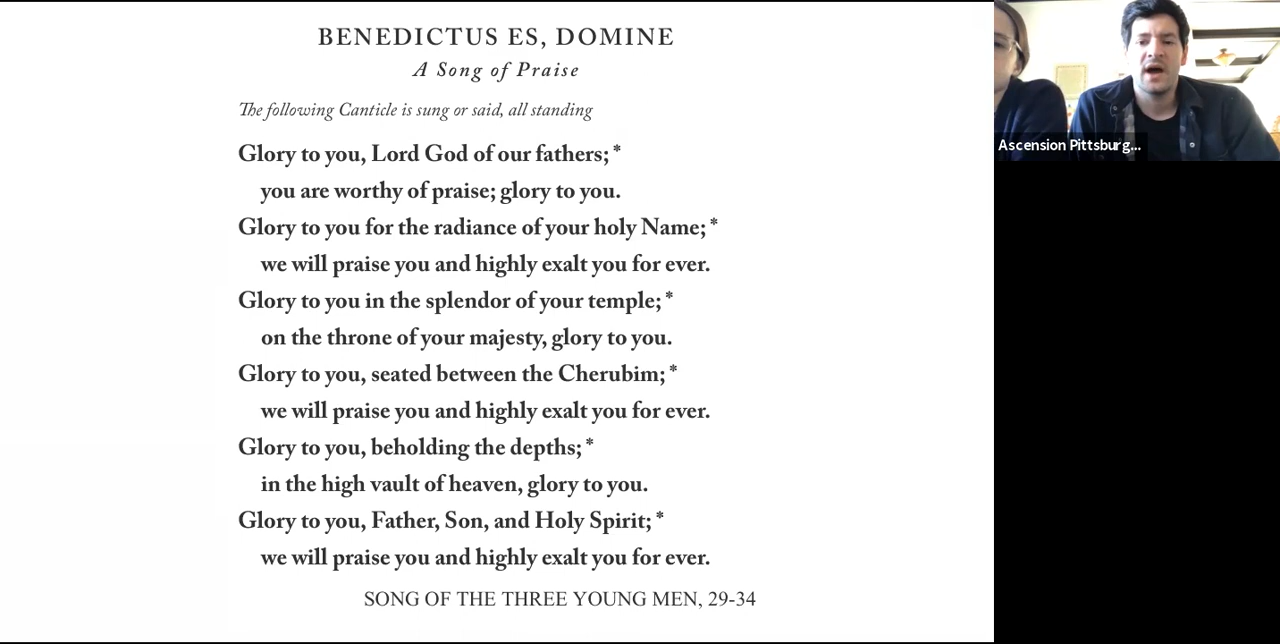 BENEDICTUS ES, DOMINE
A Song of Praise
The following Canticle is sung or said, all standing
Glory to you, Lord God of our fathers; *
you are worthy of praise; glory to you.
Glory to you for the radiance of your holy Name; *
we will praise you and highly exalt you for ever.
Glory to you in the splendor of your temple; *
on the throne of your majesty, glory to you.
Glory to you, seated between the Cherubim; *
we will praise you and highly exalt you for ever.
Glory to you, beholding the depths; *
in the high vault of heaven, glory to you.
Glory to you, Father, Son, and Holy Spirit; *
we will praise you and highly exalt you for ever.
SONG OF THE THREE YOUNG MEN, 29-34
Ascension Pittsburg...